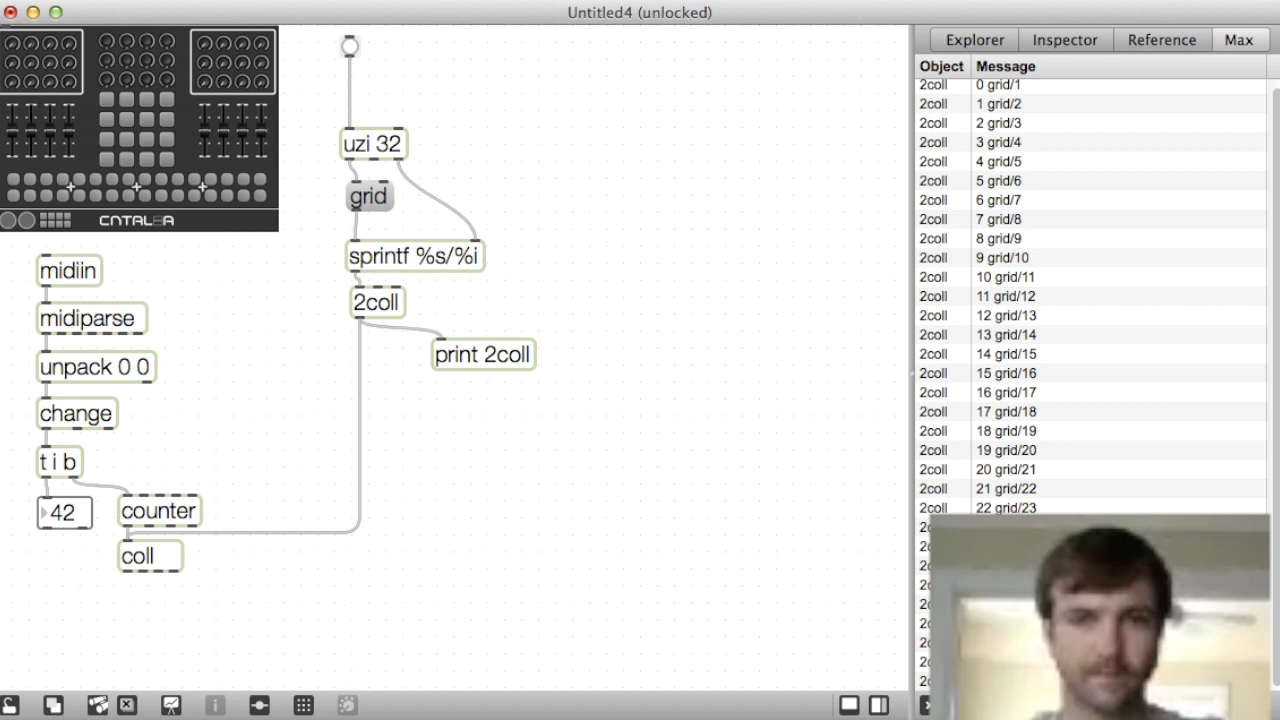 Untitled4 (unlocked)
CNTRL:R
midiin
midiparse
unpack 0 0
change
t i b
42
counter
coll
uzi 32
grid
sprintf %s/%i
2coll
print 2coll
Explorer Inspector Reference Max
Object Message
2coll 0 grid/1
2coll 1 grid/2
2coll 2 grid/3
2coll 3 grid/4
2coll 4 grid/5
2coll 5 grid/6
2coll 6 grid/7
2coll 7 grid/8
2coll 8 grid/9
2coll 9 grid/10
2coll 10 grid/11
2coll 11 grid/12
2coll 12 grid/13
2coll 13 grid/14
2coll 14 grid/15
2coll 15 grid/16
2coll 16 grid/17
2coll 17 grid/18
2coll 18 grid/19
2coll 19 grid/20
2coll 20 grid/21
2coll 21 grid/22
2coll 22 grid/23